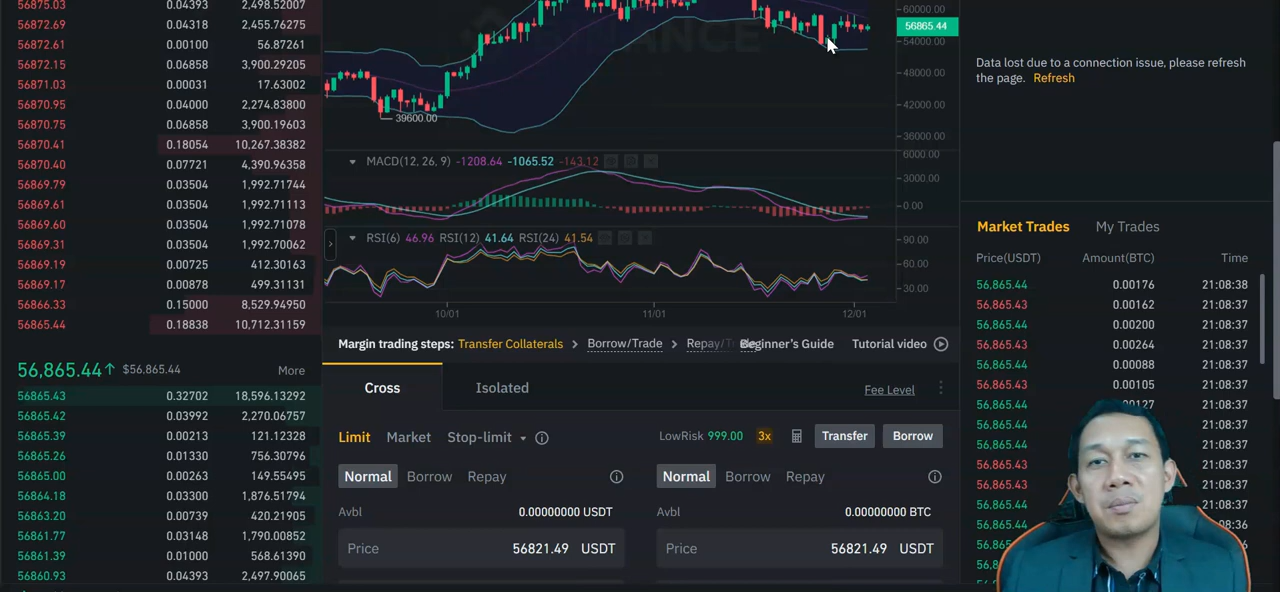 56875.03 0.04393 2,498.52007
56872.69 0.04318 2,455.76275
56872.61 0.00100 56.87261
56872.15 0.06858 3,900.29205
56871.03 0.00031 17.63002
56870.95 0.04000 2,274.83800
56870.75 0.06858 3,900.19603
56870.41 0.18054 10,267.38382
56870.40 0.07721 4,390.96358
56869.79 0.03504 1,992.71744
56869.61 0.03504 1,992.71113
56869.60 0.03504 1,992.71078
56869.31 0.03504 1,992.70062
56869.19 0.00725 412.30163
56869.17 0.00878 499.31131
56866.33 0.15000 8,529.94950
56865.44 0.18838 10,712.31159
56,865.44↑ $56,865.44 More
56865.43 0.32702 18,596.13292
56865.42 0.03992 2,270.06757
56865.39 0.00213 121.12328
56865.26 0.01330 756.30796
56865.00 0.00263 149.55495
56864.18 0.03300 1,876.51794
56863.20 0.00739 420.21905
56861.77 0.03148 1,790.00852
56861.39 0.01000 568.61390
56860.93 0.04393 2,497.90065
60000.00
56865.44
54000.00
48000.00
42000.00
36000.00
39600.00
MACD(12, 26, 9) -1208.64 -1065.52 -143.12
6000.00
3000.00
0.00
RSI(6) 46.96 RSI(12) 41.64 RSI(24) 41.54
90.00
60.00
30.00
10/01 11/01 12/01
Margin trading steps: Transfer Collaterals > Borrow/Trade > Repay/T
Beginner's Guide Tutorial video
Cross Isolated Fee Level
Limit Market Stop-limit
LowRisk 999.00 3x Transfer Borrow
Normal Borrow Repay
Normal Borrow Repay
Avbl 0.00000000 USDT
Avbl 0.00000000 BTC
Price 56821.49 USDT
Price 56821.49 USDT
Data lost due to a connection issue, please refresh
the page. Refresh
Market Trades My Trades
Price(USDT) Amount(BTC) Time
56,865.44 0.00176 21:08:38
56,865.43 0.00162 21:08:37
56,865.44 0.00200 21:08:37
56,865.43 0.00264 21:08:37
56,865.44 0.00088 21:08:37
56,865.43 0.00105 21:08:37
56,865.44 21:08:37
56,865.44 21:08:37
56,865.44 21:08:37
56,865.43 21:08:37
56,865.43 21:08:37
56,865.44 21:08:37
56,865.44